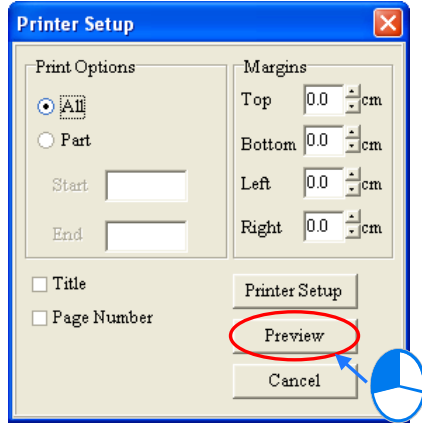 Printer Setup
Print Options
All
Part
Start
End
Margins
Top 0.0 cm
Bottom 0.0 cm
Left 0.0 cm
Right 0.0 cm
Title
Page Number
Printer Setup
Preview
Cancel